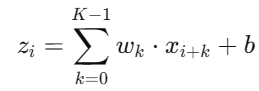 $z_i = \sum_{k=0}^{K-1} w_k \cdot x_{i+k} + b$